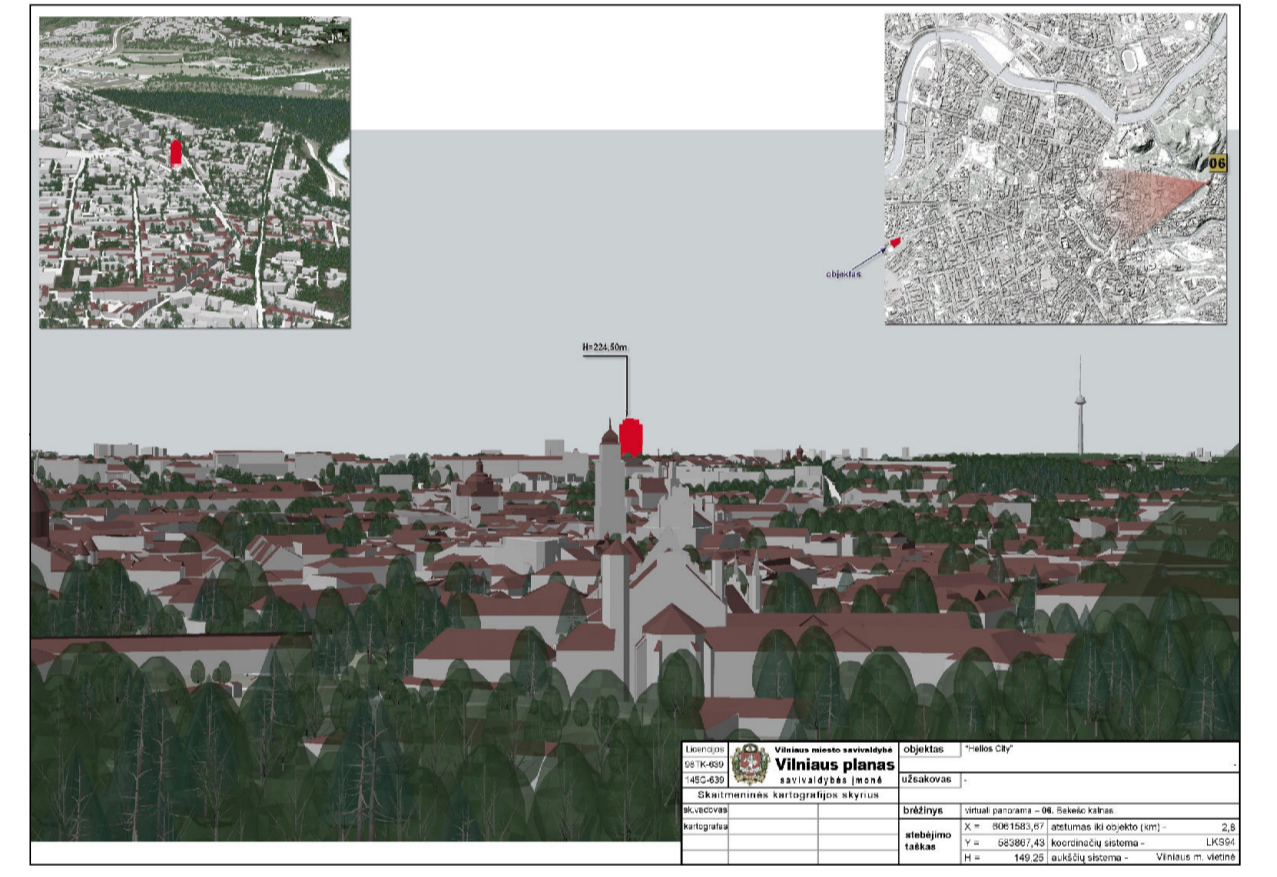 06
objektas
H=224,50m
Licencijos
98TK-639
145G-639
Vilniaus miesto savivaldybė
Vilniaus planas
savivaldybės įmonė
Skaitmeninės kartografijos skyrius
sk.vadovas
kartografas
objektas "Helios City"
-
užsakovas -
brėžinys virtuali panorama – 06. Bekešo kalnas.
stebėjimo taškas
X = 6061583,67 atstumas iki objekto (km) - 2,8
Y = 583867,43 koordinačių sistema - LKS94
H = 149,25 aukščių sistema - Vilniaus m. vietinė